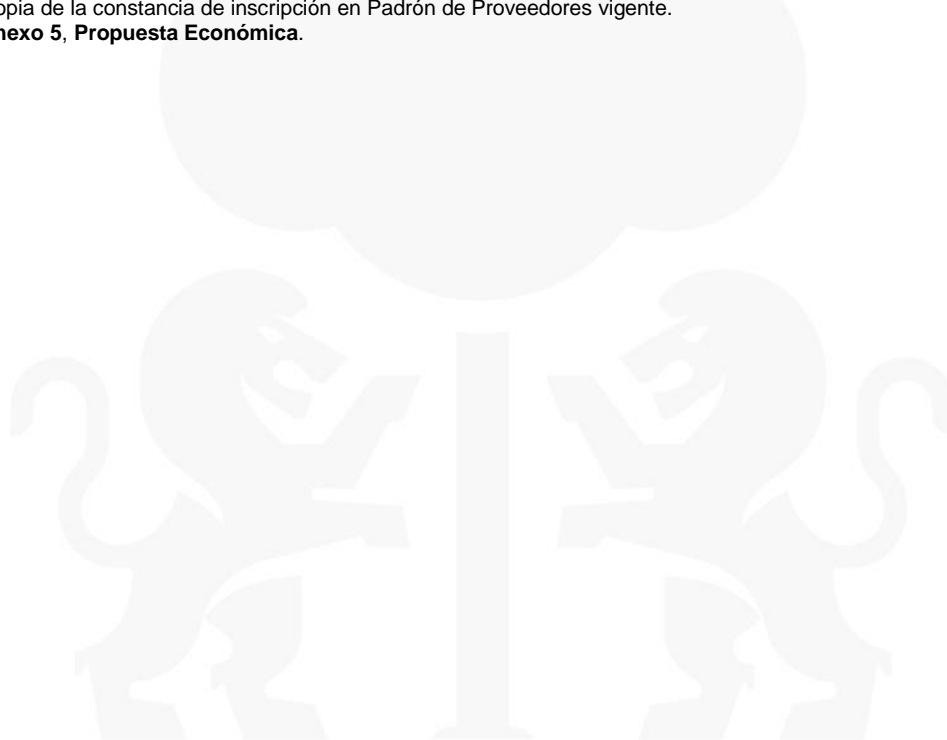 opia de la constancia de inscripción en Padrón de Proveedores vigente.
nexo 5, Propuesta Económica.